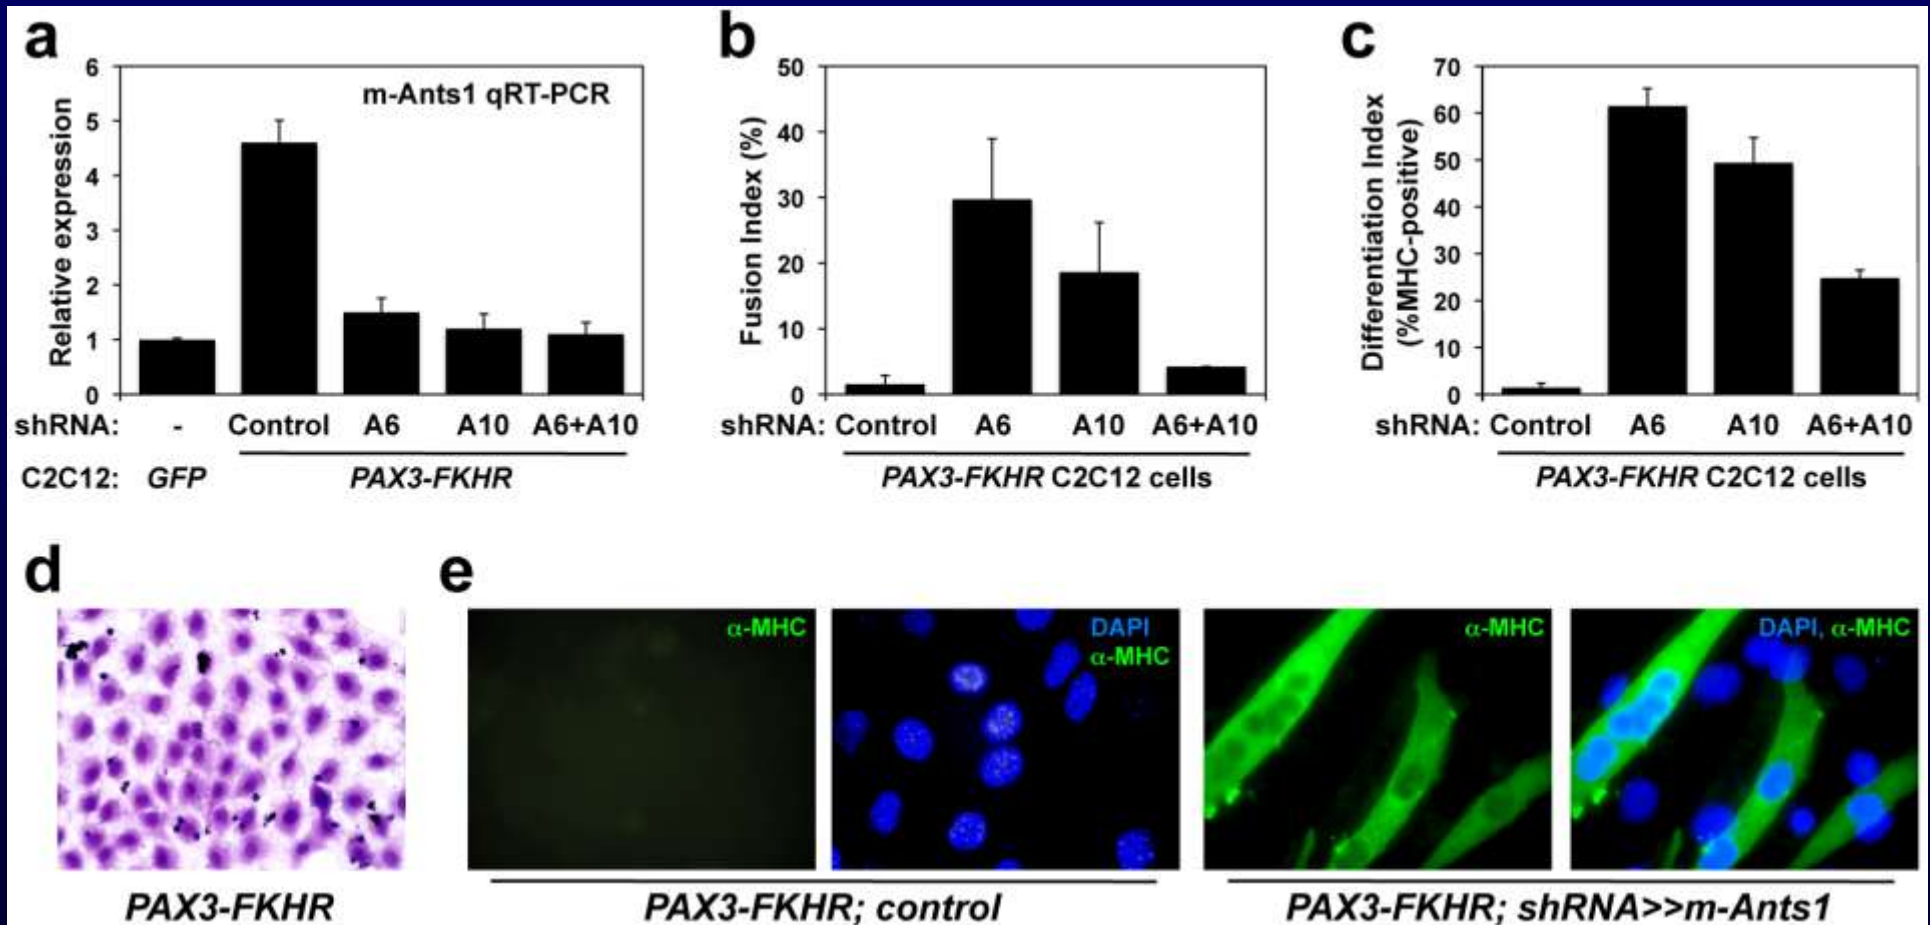 a
m-Ants1 qRT-PCR
Relative expression
6
5
4
3
2
1
0
shRNA: - Control A6 A10 A6+A10
C2C12: GFP PAX3-FKHR
b
Fusion Index (%)
50
40
30
20
10
0
shRNA: Control A6 A10 A6+A10
PAX3-FKHR C2C12 cells
c
Differentiation Index
(%MHC-positive)
70
60
50
40
30
20
10
0
shRNA: Control A6 A10 A6+A10
PAX3-FKHR C2C12 cells
d
PAX3-FKHR
e
α-MHC
DAPI
α-MHC
α-MHC
DAPI, α-MHC
PAX3-FKHR; control
PAX3-FKHR; shRNA>>m-Ants1